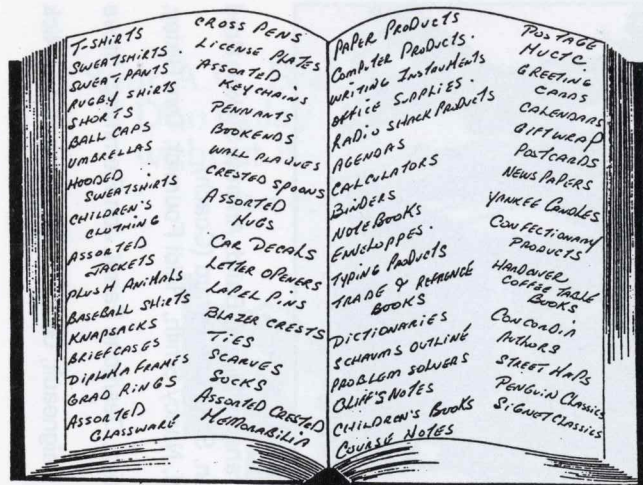 T-SHIRTS
SWEATSHIRTS.
SWEAT PANTS
RUGBY SHIRTS
SHORTS
BALL CAPS
UMBRELLAS
HOODED
SWEATSHIRTS
CHILDREN'S
CLOTHING
ASSORTED
JACKETS
PLUSH ANIMALS
BASEBALL SHIRTS
KNAPSACKS
BRIEFCASES
DIPLOMA FRAMES
GRAD RINGS
ASSORTED
GLASSWARE
CROSS PENS
LICENSE PLATES
ASSORTED
KEYCHAINS
PENNANTS
BOOKENDS
WALL PLAQUES
CRESTED SPOONS
ASSORTED
MUGS
CAR DECALS
LETTER OPENERS
LAPEL PINS
BLAZER CRESTS
TIES
SCARVES
SOCKS
ASSORTED CRESTED
MEMORABILIA
PAPER PRODUCTS
COMPUTER PRODUCTS.
WRITING INSTRUMENTS
OFFICE SUPPLIES.
RADIO SHACK PRODUCTS
AGENDAS
CALCULATORS
BINDERS
NOTEBOOKS
ENVELOPPES.
TYPING PRODUCTS
TRADE & REFERENCE
BOOKS
DICTIONARIES
SCHAUMS OUTLINE
PROBLEM SOLVERS
CLIFF'S NOTES
CHILDREN'S BOOKS
COURSE NOTES
POSTAGE
MUCTC
GREETING
CARDS
CALENDARS
GIFTWRAP
POSTCARDS
NEWSPAPERS
YANKEE CANDLES
CONFECTIONARY
PRODUCTS
HARDCOVER
COFFEE TABLE
BOOKS
CONCORDIA
AUTHORS
STREET MAPS
PENGUIN CLASSICS
SIGNET CLASSICS